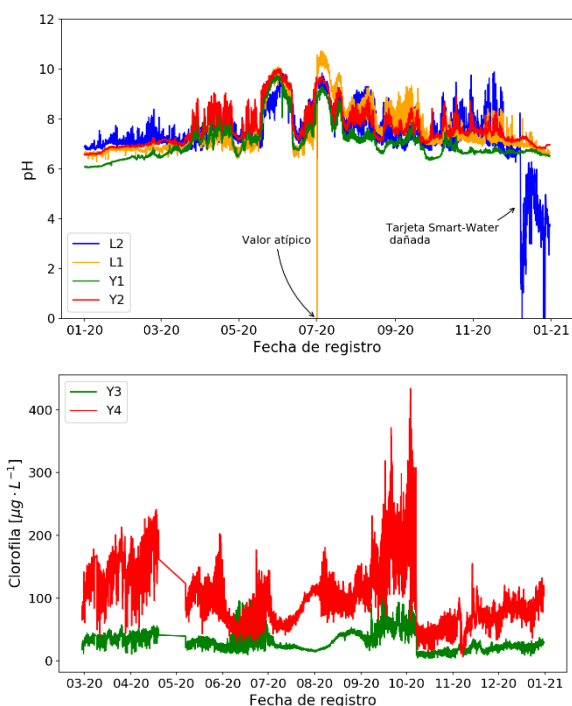 12
10
8
6
4
2
0
pH
L2
L1
Y1
Y2
Valor atípico
Tarjeta Smart-Water
dañada
01-20 03-20 05-20 07-20 09-20 11-20 01-21
Fecha de registro
Y3
Y4
400
300
200
100
0
Clorofila [μg · L⁻¹]
03-20 04-20 05-20 06-20 07-20 08-20 09-20 10-20 11-20 12-20 01-21
Fecha de registro